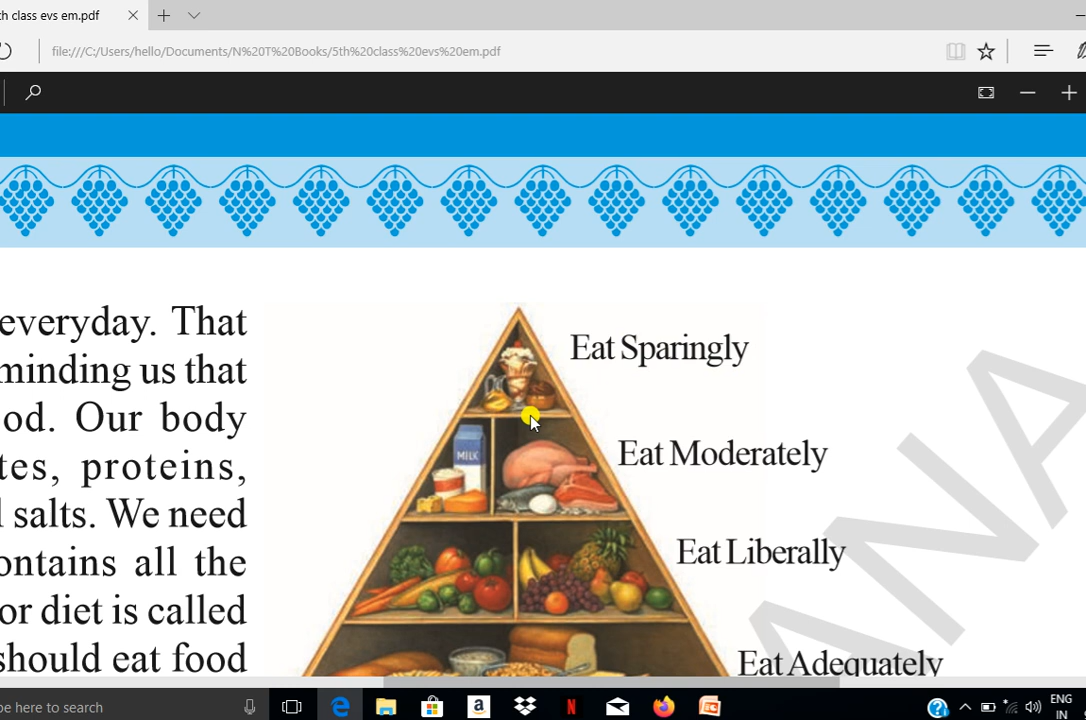 th class evs em.pdf
file:///C:/Users/hello/Documents/N%20T%20Books/5th%20class%20evs%20em.pdf
everyday. That
minding us that
od. Our body
tes, proteins,
l salts. We need
ontains all the
or diet is called
should eat food
Eat Sparingly
MILK
Eat Moderately
Eat Liberally
Eat Adequately
ANA
pe here to search
a
N
ENG
IN